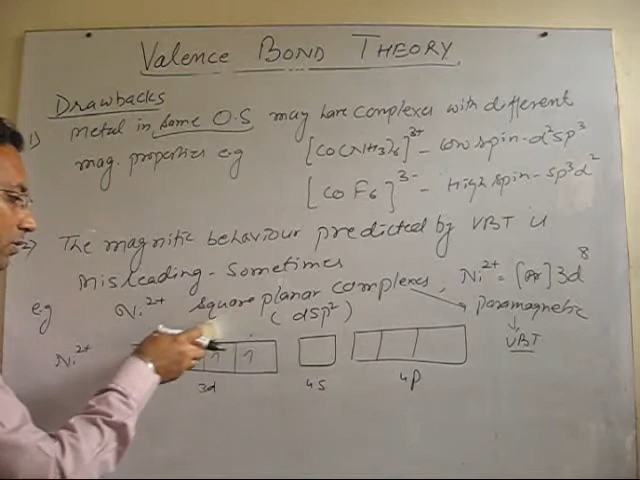 VALENCE BOND THEORY
Drawbacks
1) Metal in same O.S may have complexes with different
mag. properties e.g [Co(NH3)6]3+ - low spin - d2sp3
[CoF6]3- - High spin - sp3d2
2) The magnetic behaviour predicted by VBT is
misleading - sometimes
eg Ni2+ square planar complexes, Ni2+ = [Ar] 3d8
(dsp2) paramagnetic
Ni2+ ↿ ↿ VBT
3d 4s 4p